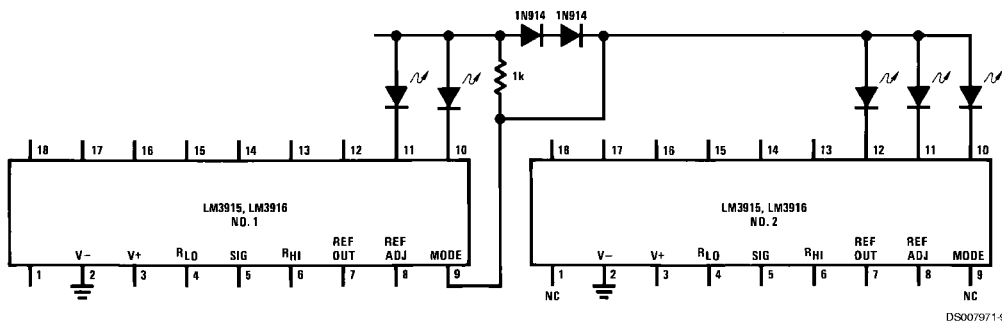 1N914 1N914
1k
18 17 16 15 14 13 12 11 10
18 17 16 15 14 13 12 11 10
LM3915, LM3916
NO. 1
LM3915, LM3916
NO. 2
V− V+ RLO SIG RHI REF OUT REF ADJ MODE
V− V+ RLO SIG RHI REF OUT REF ADJ MODE
1 2 3 4 5 6 7 8 9
1 2 3 4 5 6 7 8 9
NC NC